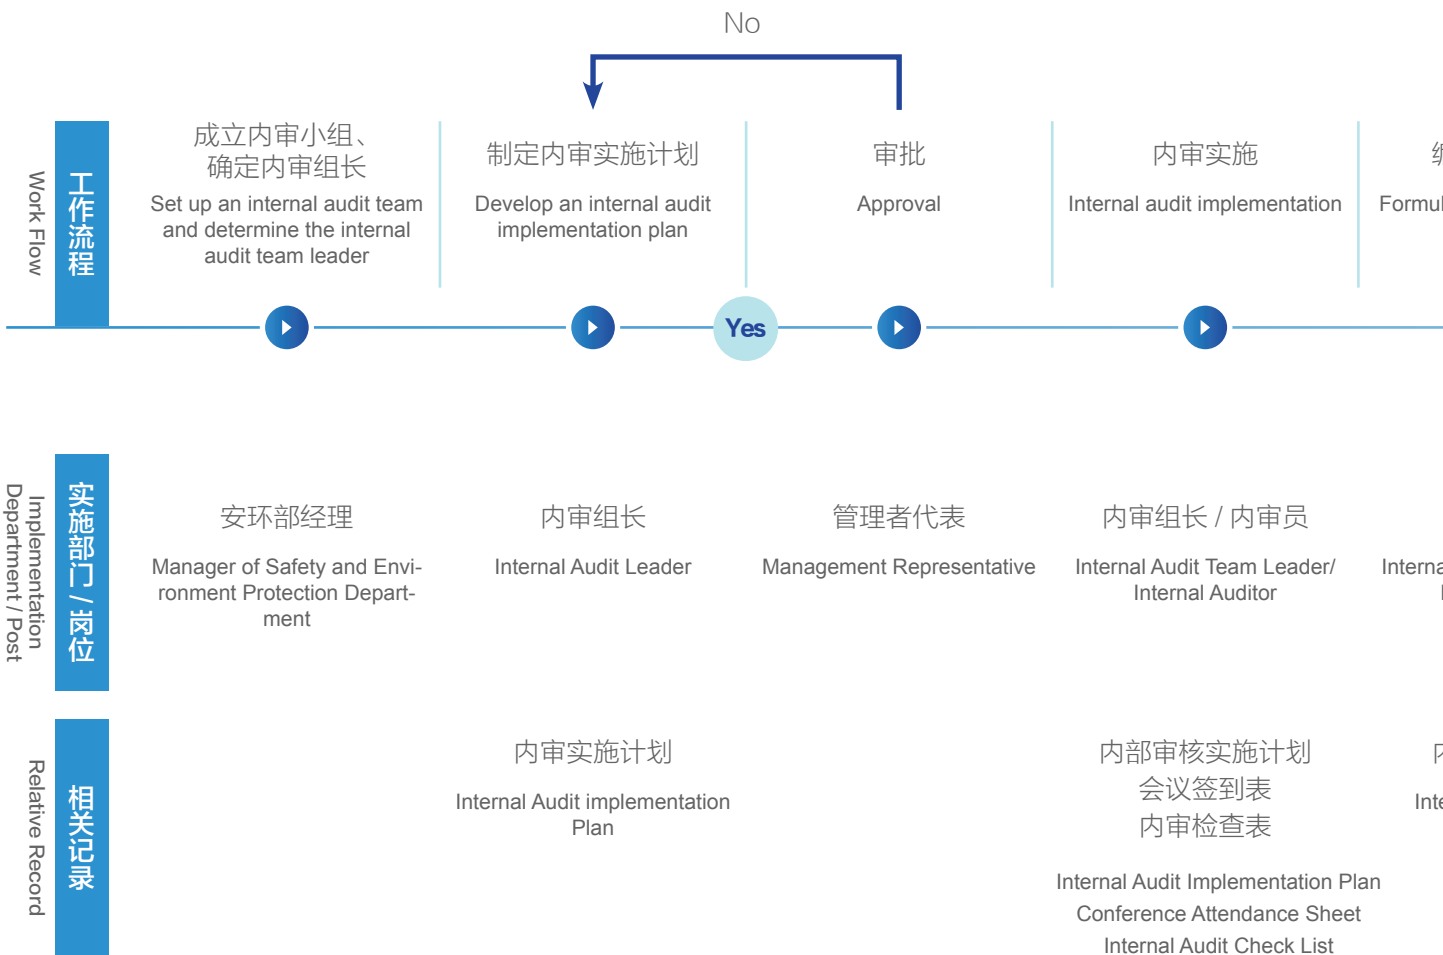 No
工作流程
Work Flow
成立内审小组、
确定内审组长
Set up an internal audit team
and determine the internal
audit team leader
制定内审实施计划
Develop an internal audit
implementation plan
审批
Approval
内审实施
Internal audit implementation
Yes
实施部门 / 岗位
Implementation
Department / Post
安环部经理
Manager of Safety and Envi-
ronment Protection Depart-
ment
内审组长
Internal Audit Leader
管理者代表
Management Representative
内审组长 / 内审员
Internal Audit Team Leader/
Internal Auditor
相关记录
Relative Record
内审实施计划
Internal Audit implementation
Plan
内部审核实施计划
会议签到表
内审检查表
Internal Audit Implementation Plan
Conference Attendance Sheet
Internal Audit Check List